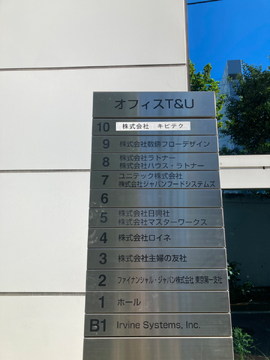 オフィスT&U
10 株式会社 キビテク
9 株式会社数値フローデザイン
8 株式会社ラトナー
株式会社ハラス・ラトナー
7 ユニテック株式会社
株式会社ジャパンフードシステムズ
6
5 株式会社日興社
株式会社マスターワークス
4 株式会社ロイネ
3 株式会社主婦の友社
2 ファイナンシャル・ジャパン株式会社 東京第一支社
1 ホール
B1 Irvine Systems, Inc.